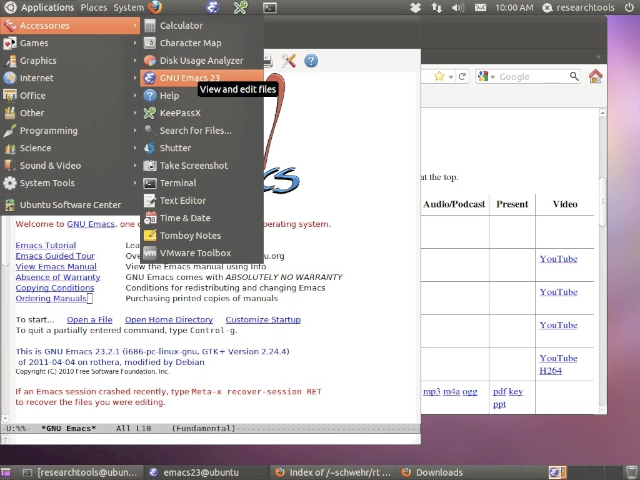 Applications Places System 10:00 AM researchtools
Accessories
Games
Graphics
Internet
Office
Other
Programming
Science
Sound & Video
System Tools
Ubuntu Software Center
Calculator
Character Map
Disk Usage Analyzer
GNU Emacs 23
View and edit files
Help
KeePassX
Search for Files...
Shutter
Take Screenshot
Terminal
Text Editor
Time & Date
Tomboy Notes
VMware Toolbox
Google
at the top.
Audio/Podcast Present Video
YouTube
YouTube
YouTube
YouTube
H264
mp3 m4a ogg pdf key
ppt
Welcome to GNU Emacs, one perating system.
Emacs Tutorial Lea
Emacs Guided Tour Ove u.org
View Emacs Manual View the Emacs manual using Info
Absence of Warranty GNU Emacs comes with ABSOLUTELY NO WARRANTY
Copying Conditions Conditions for redistributing and changing Emacs
Ordering Manuals Purchasing printed copies of manuals
To start... Open a File Open Home Directory Customize Startup
To quit a partially entered command, type Control-g.
This is GNU Emacs 23.2.1 (i686-pc-linux-gnu, GTK+ Version 2.24.4)
of 2011-04-04 on rothera, modified by Debian
Copyright (C) 2010 Free Software Foundation, Inc.
If an Emacs session crashed recently, type Meta-x recover-session RET
to recover the files you were editing.
-U:%%- *GNU Emacs* All L10 (Fundamental)
[researchtools@ubun... emacs23@ubuntu Index of /~schwehr/rt ... Downloads